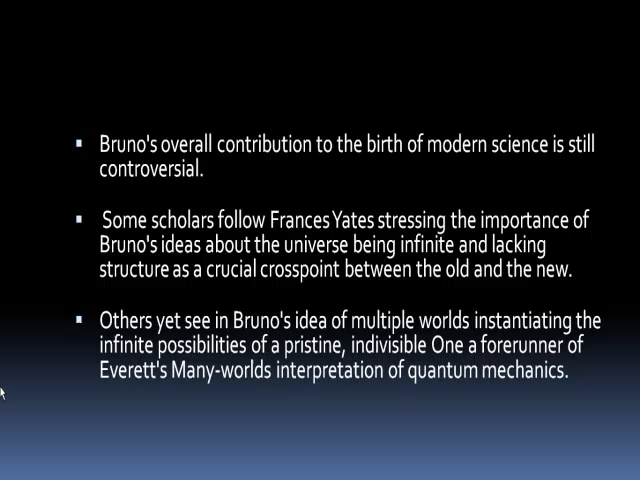 ▪ Bruno's overall contribution to the birth of modern science is still
controversial.
▪ Some scholars follow Frances Yates stressing the importance of
Bruno's ideas about the universe being infinite and lacking
structure as a crucial crosspoint between the old and the new.
▪ Others yet see in Bruno's idea of multiple worlds instantiating the
infinite possibilities of a pristine, indivisible One a forerunner of
Everett's Many-worlds interpretation of quantum mechanics.